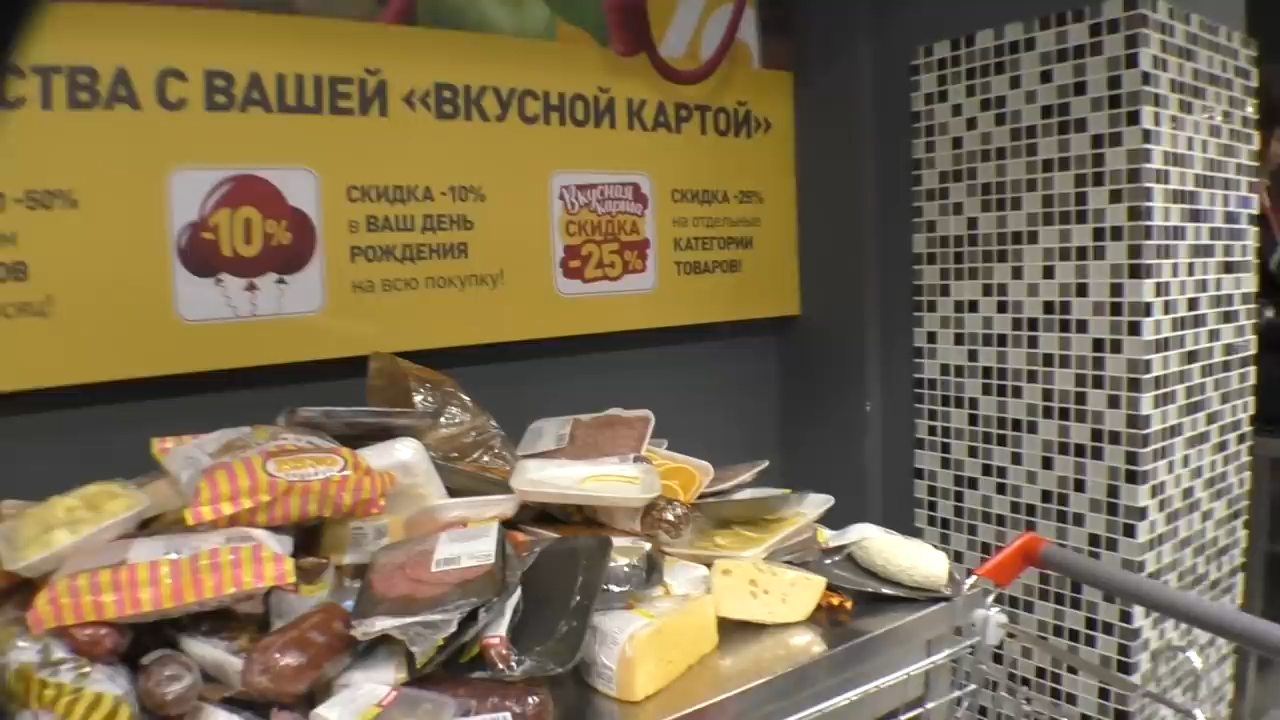 СТВА С ВАШЕЙ «ВКУСНОЙ КАРТОЙ»
-50%
ОВ
-10%
СКИДКА -10%
в ВАШ ДЕНЬ
РОЖДЕНИЯ
на всю покупку!
Вкусная
карта
СКИДКА
-25%
СКИДКА -25%
на отдельные
КАТЕГОРИИ
ТОВАРОВ!